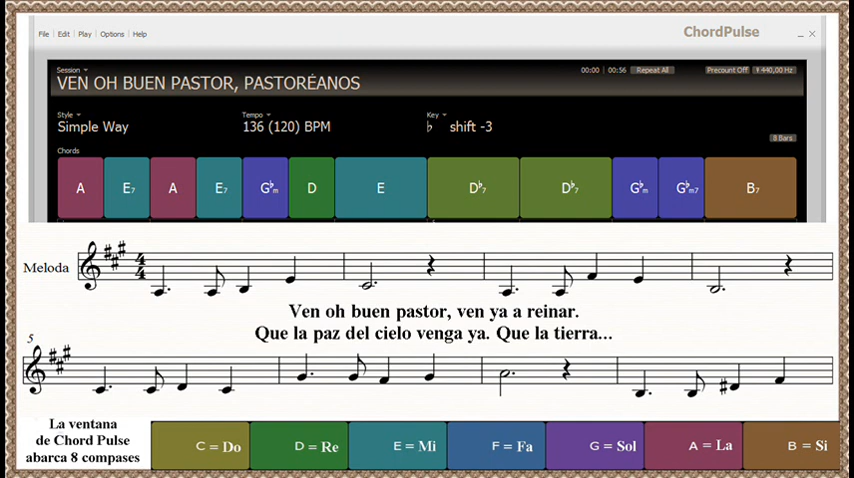 File Edit Play Options Help ChordPulse
Session 00:00 00:56 Repeat All Precount Off 440,00 Hz
VEN OH BUEN PASTOR, PASTORÉANOS
Style Tempo Key
Simple Way 136 (120) BPM ♭ shift -3
8 Bars
Chords
A E7 A E7 G♭m D E D♭7 D♭7 G♭m G♭m7 B7
Meloda
4
4
Ven oh buen pastor, ven ya a reinar.
Que la paz del cielo venga ya. Que la tierra...
5
La ventana
de Chord Pulse
abarca 8 compases
C = Do D = Re E = Mi F = Fa G = Sol A = La B = Si